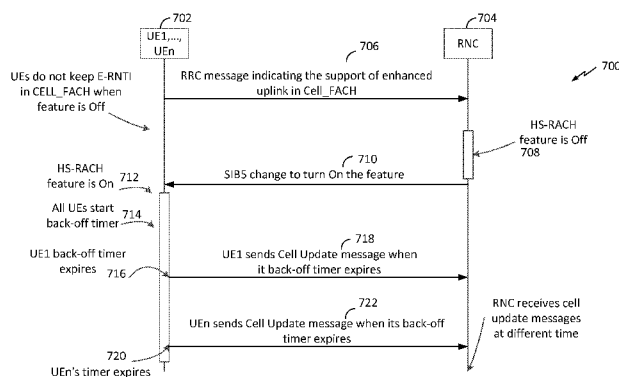 702
704
UE1,...,
UEn
RNC
700
706
RRC message indicating the support of enhanced
uplink in Cell_FACH
UEs do not keep E-RNTI
in CELL_FACH when
feature is Off
HS-RACH
feature is Off
708
710
SIB5 change to turn On the feature
HS-RACH
feature is On
712
All UEs start
back-off timer
714
718
UE1 sends Cell Update message when
it back-off timer expires
UE1 back-off timer
expires
716
722
UEn sends Cell Update message when its back-off
timer expires
RNC receives cell
update messages
at different time
720
UEn's timer expires